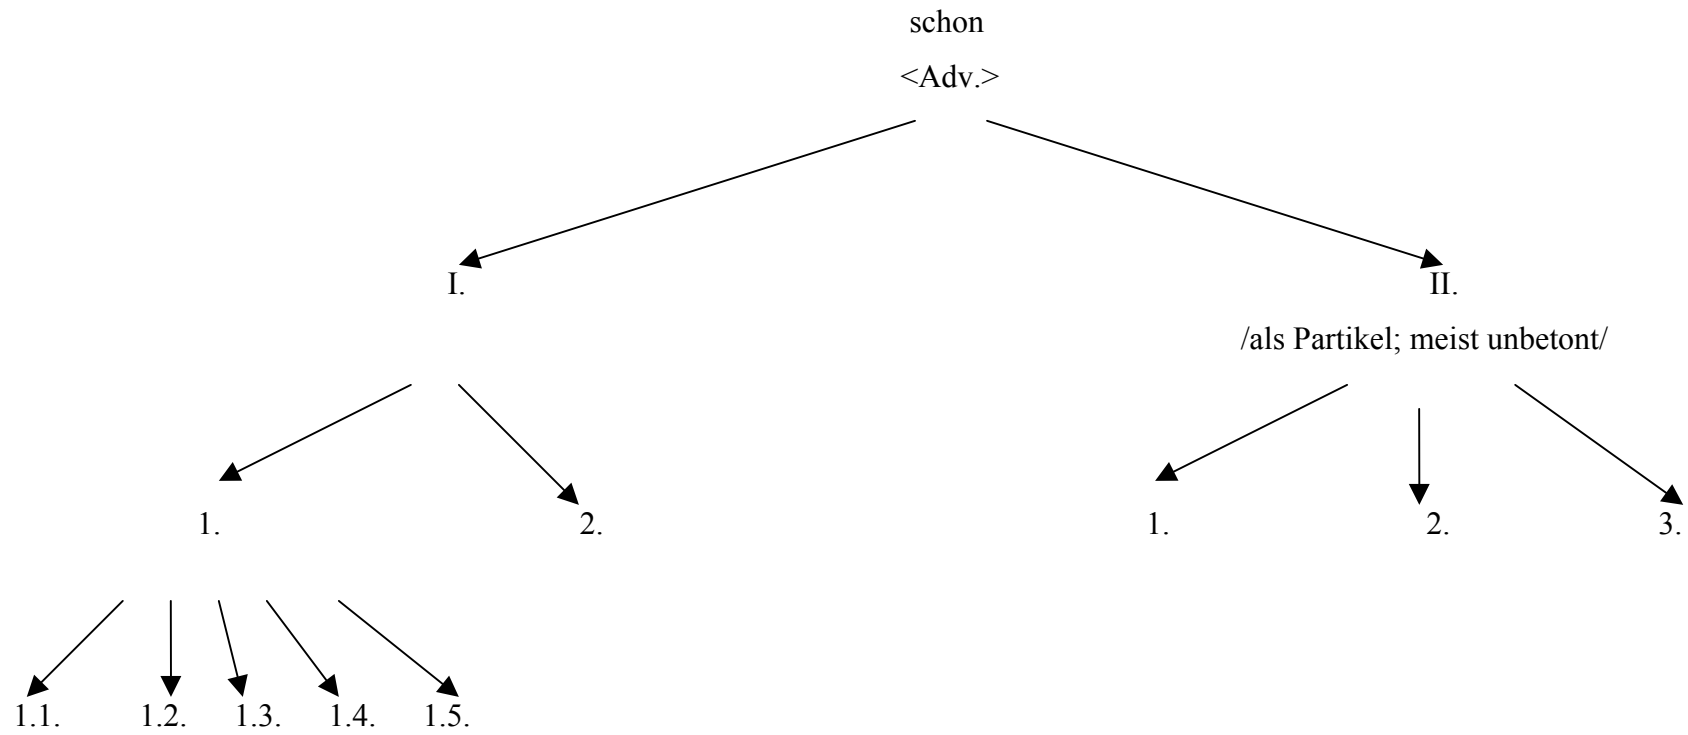 schon
<Adv.>
I. II.
/als Partikel; meist unbetont/
1. 2. 1. 2. 3.
1.1. 1.2. 1.3. 1.4. 1.5.